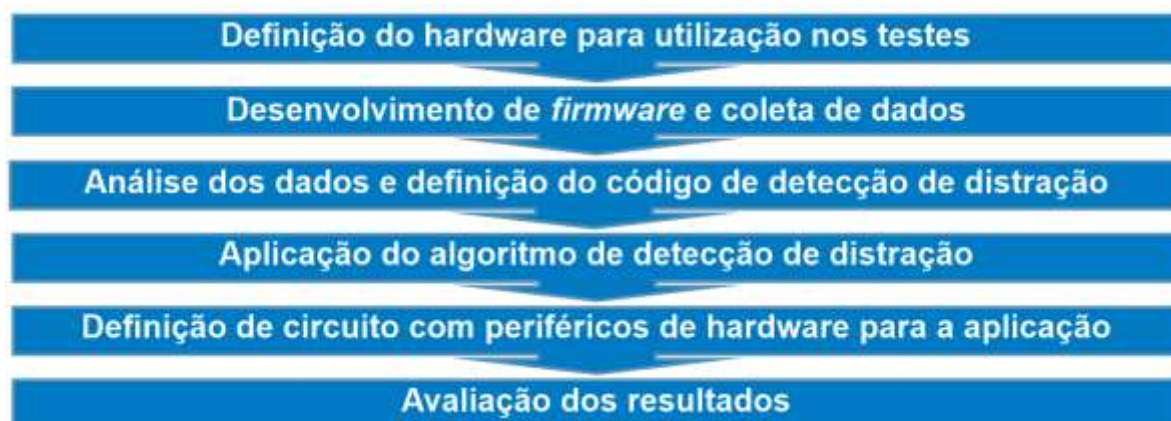 Definição do hardware para utilização nos testes
Desenvolvimento de firmware e coleta de dados
Análise dos dados e definição do código de detecção de distração
Aplicação do algoritmo de detecção de distração
Definição de circuito com periféricos de hardware para a aplicação
Avaliação dos resultados